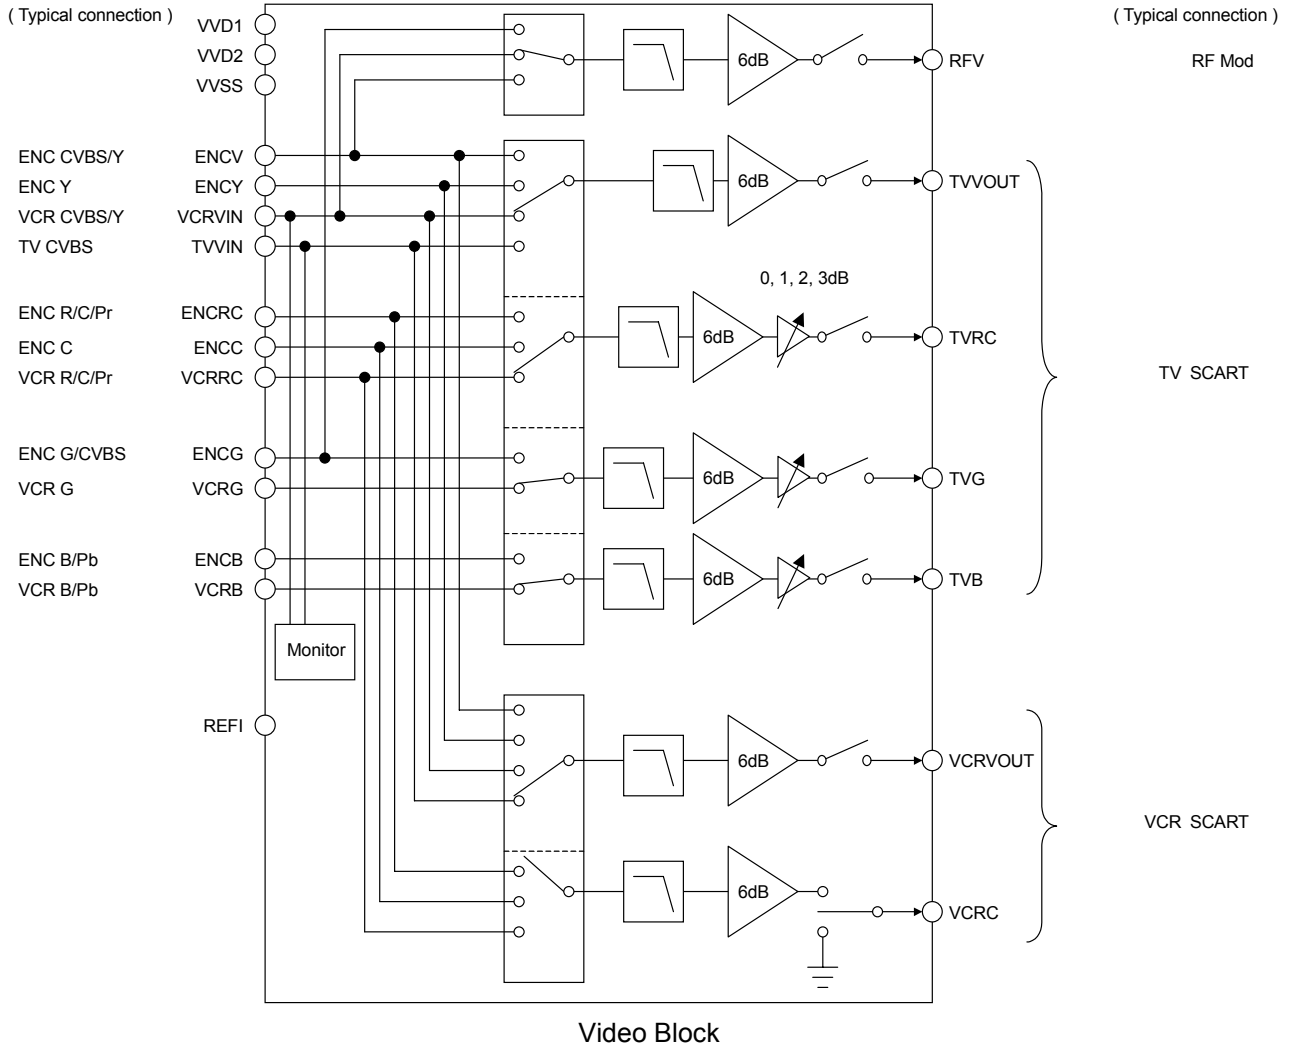 ( Typical connection )
( Typical connection )
VVD1
VVD2
VVSS
6dB
RFV
RF Mod
ENC CVBS/Y
ENCV
ENC Y
ENCY
6dB
TVVOUT
VCR CVBS/Y
VCRVIN
TV CVBS
TVVIN
0, 1, 2, 3dB
ENC R/C/Pr
ENCRC
6dB
TVRC
ENC C
ENCC
VCR R/C/Pr
VCRRC
TV SCART
ENC G/CVBS
ENCG
6dB
TVG
VCR G
VCRG
ENC B/Pb
ENCB
6dB
TVB
VCR B/Pb
VCRB
Monitor
REFI
6dB
VCRVOUT
VCR SCART
6dB
VCRC
Video Block